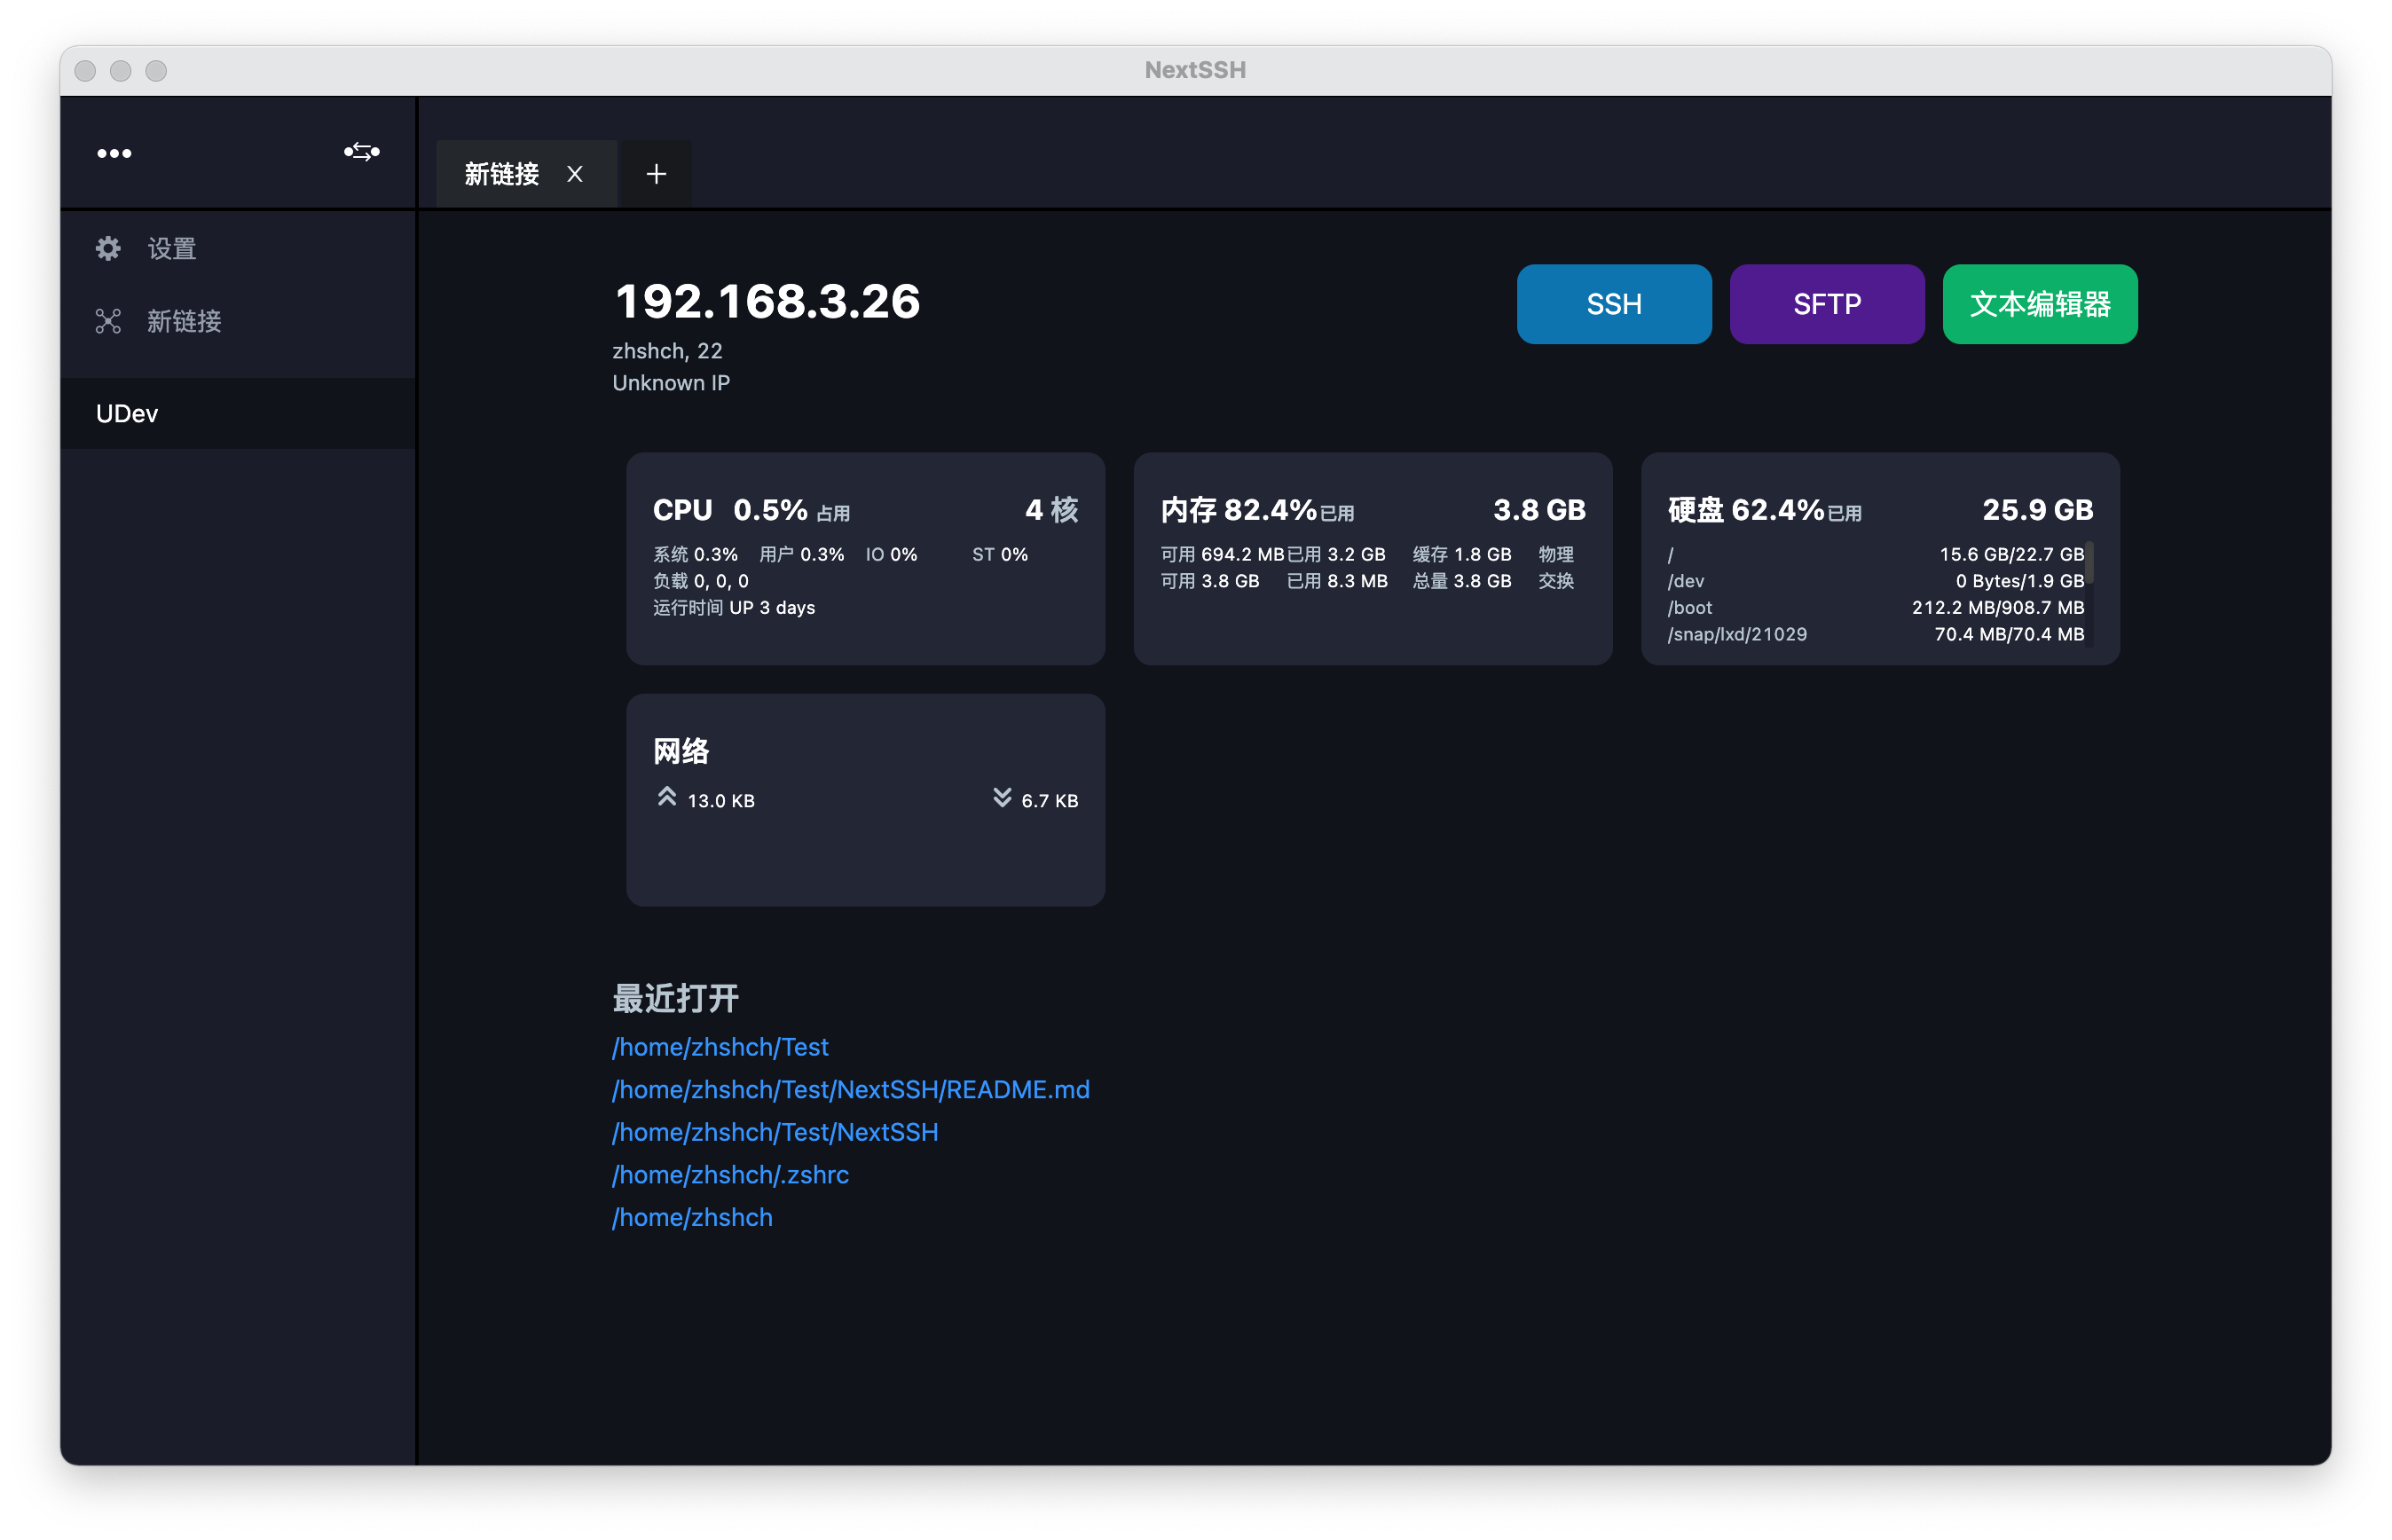 NextSSH
新链接 X +
设置
新链接
UDev
192.168.3.26
zhshch, 22
Unknown IP
SSH SFTP 文本编辑器
CPU 0.5% 占用 4 核
系统 0.3% 用户 0.3% IO 0% ST 0%
负载 0, 0, 0
运行时间 UP 3 days
内存 82.4% 已用 3.8 GB
可用 694.2 MB 已用 3.2 GB 缓存 1.8 GB 物理
可用 3.8 GB 已用 8.3 MB 总量 3.8 GB 交换
硬盘 62.4% 已用 25.9 GB
/ 15.6 GB/22.7 GB
/dev 0 Bytes/1.9 GB
/boot 212.2 MB/908.7 MB
/snap/lxd/21029 70.4 MB/70.4 MB
网络
13.0 KB 6.7 KB
最近打开
/home/zhshch/Test
/home/zhshch/Test/NextSSH/README.md
/home/zhshch/Test/NextSSH
/home/zhshch/.zshrc
/home/zhshch